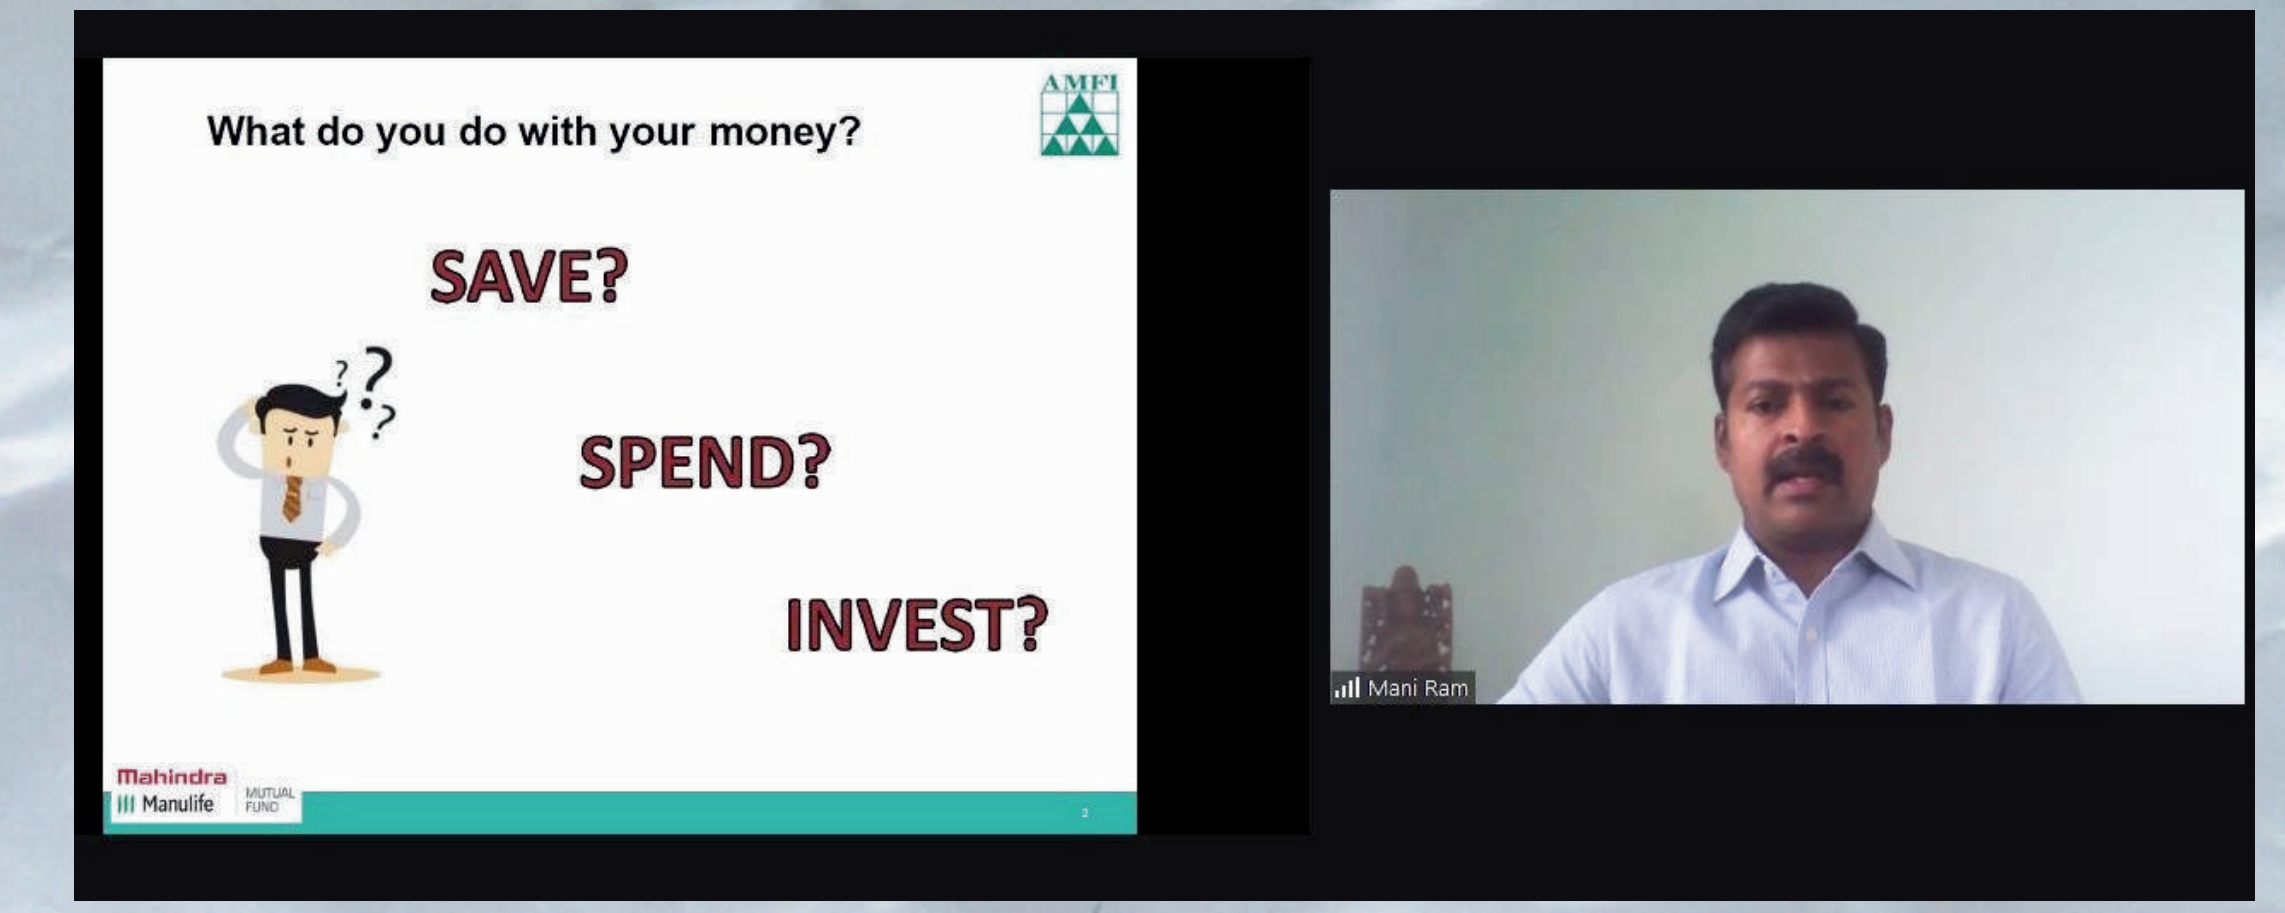 AMFI
What do you do with your money?
SAVE?
? ? ?
SPEND?
INVEST?
Mahindra
Manulife
MUTUAL
FUND
2
Mani Ram